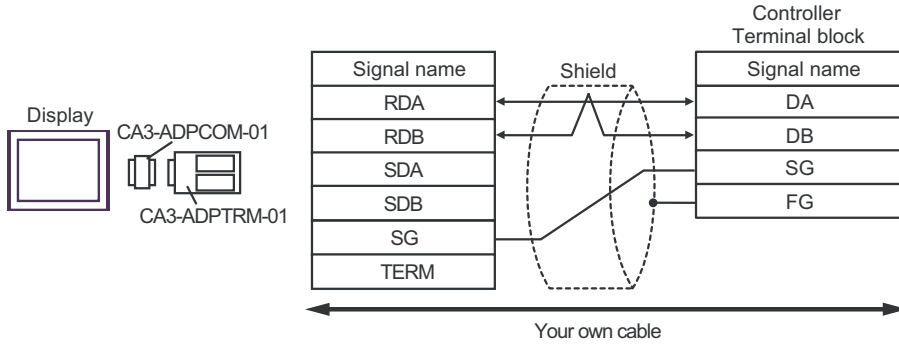 Controller
Terminal block
Signal name
Shield
Signal name
RDA
DA
Display
CA3-ADPCOM-01
RDB
DB
SDA
SG
SDB
FG
CA3-ADPTRM-01
SG
TERM
Your own cable